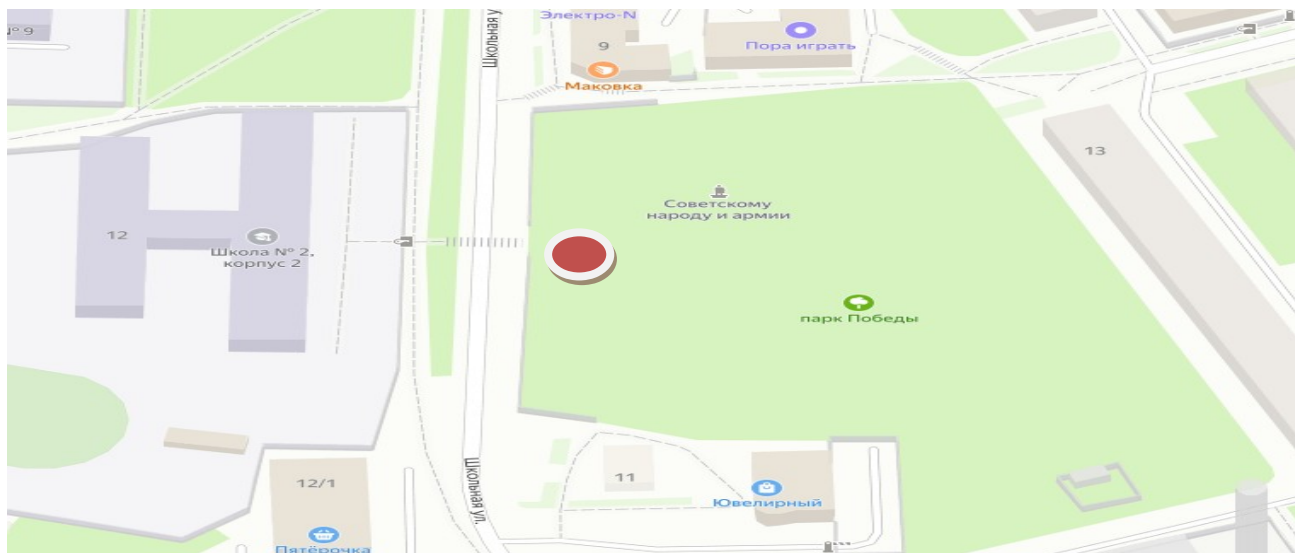 Электро-N
№ 9
Школьная у
9
Пора играть
Маковка
13
Советскому
народу и армии
12
Школа № 2,
корпус 2
парк Победы
11
Школьная ул.
12/1
Ювелирный
Пятёрочка